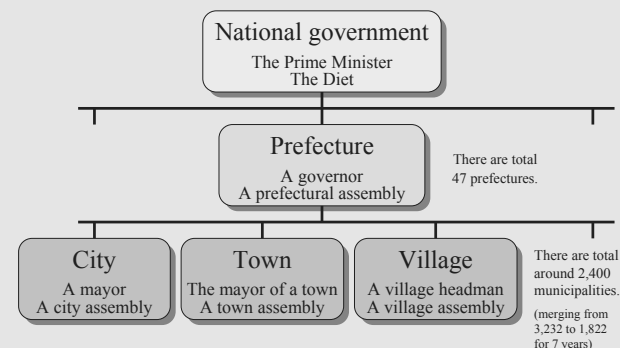 National government
The Prime Minister
The Diet
Prefecture
A governor
A prefectural assembly
There are total
47 prefectures.
City
A mayor
A city assembly
Town
The mayor of a town
A town assembly
Village
A village headman
A village assembly
There are total
around 2,400
municipalities.
(merging from
3,232 to 1,822
for 7 years)